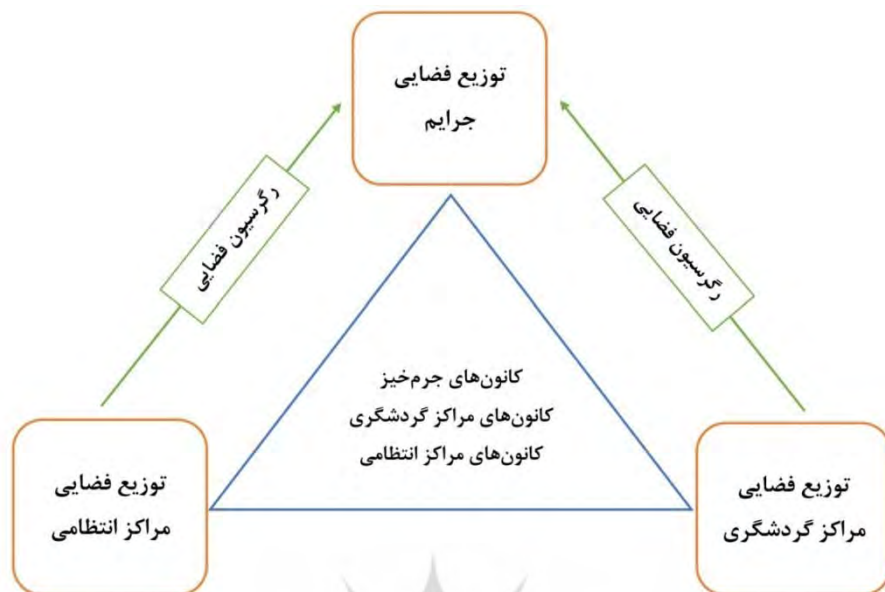 توزیع فضایی
جرایم
رگرسیون فضایی
رگرسیون فضایی
کانون‌های جرم‌خیز
کانون‌های مراکز گردشگری
کانون‌های مراکز انتظامی
توزیع فضایی
مراکز گردشگری
توزیع فضایی
مراکز انتظامی